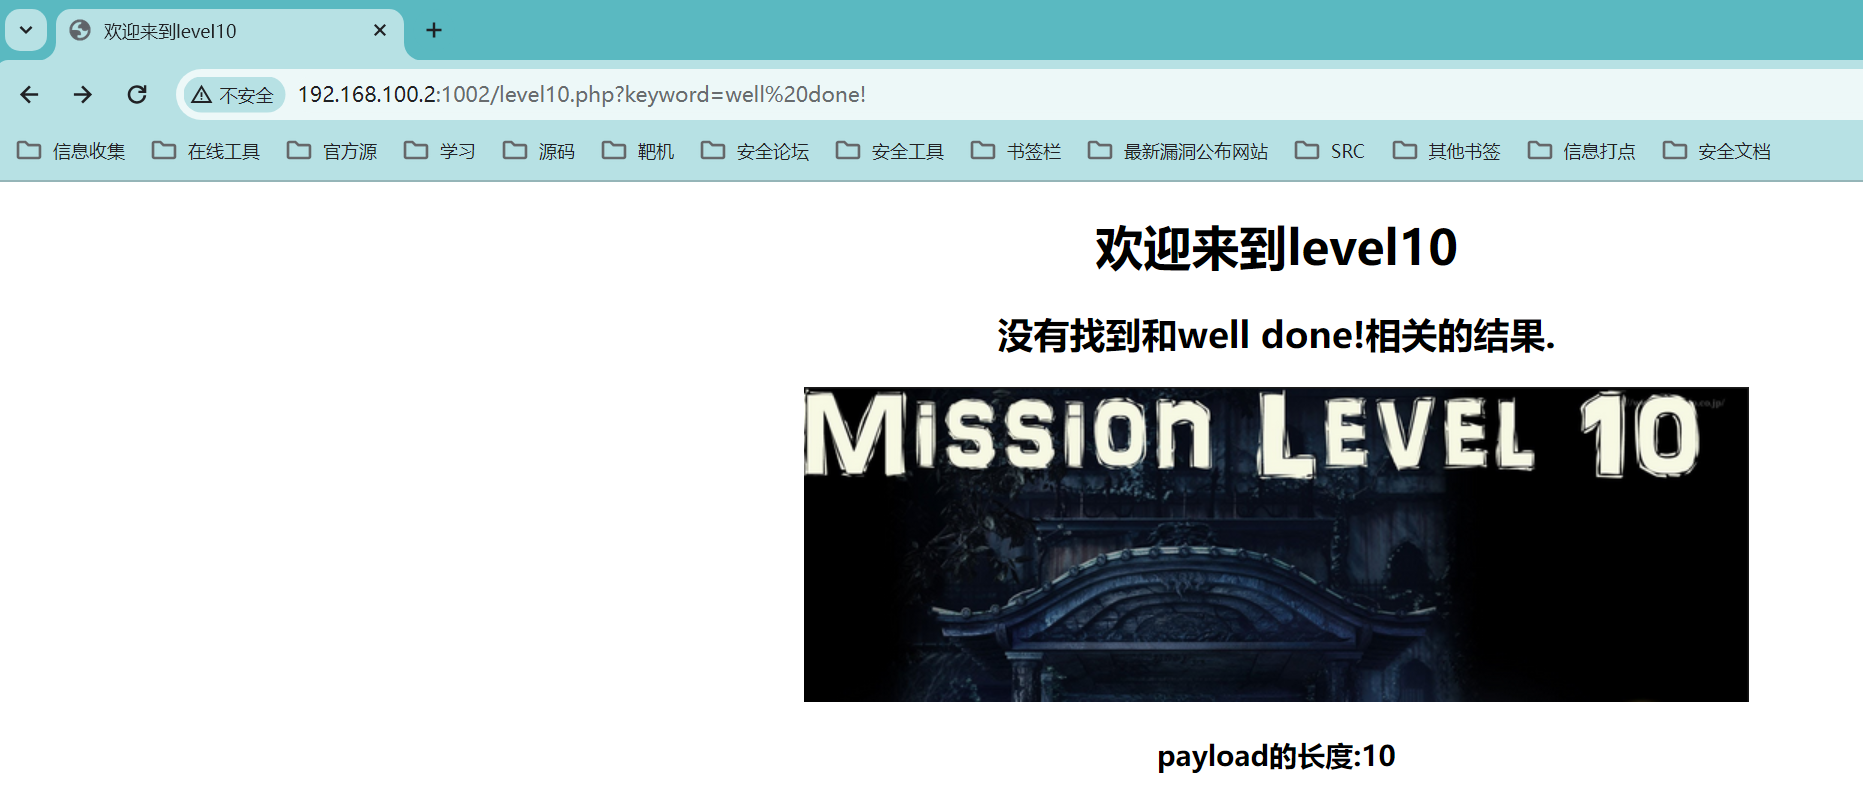 欢迎来到level10
不安全 192.168.100.2:1002/level10.php?keyword=well%20done!
信息收集 在线工具 官方源 学习 源码 靶机 安全论坛 安全工具 书签栏 最新漏洞公布网站 SRC 其他书签 信息打点 安全文档
欢迎来到level10
没有找到和well done!相关的结果.
Mission Level 10
payload的长度:10